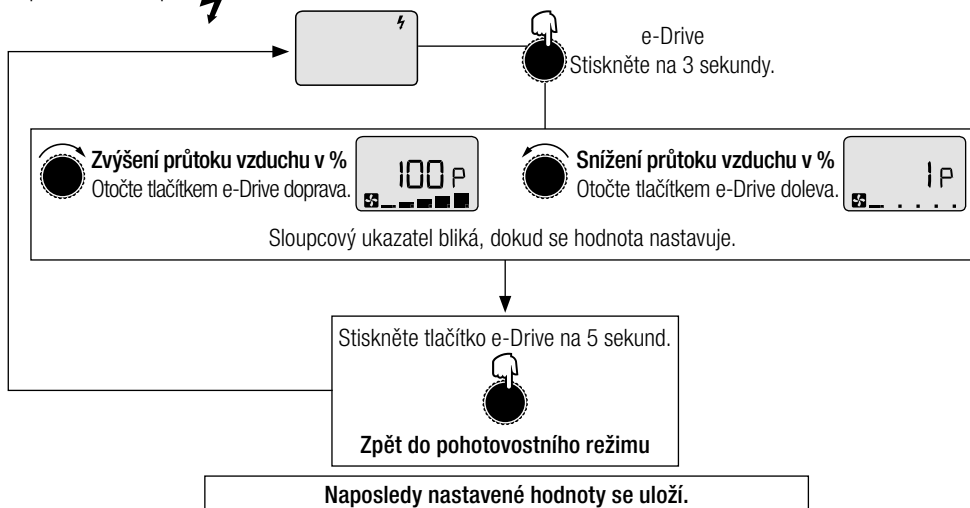 e-Drive
Stiskněte na 3 sekundy.
Zvýšení průtoku vzduchu v %
Otočte tlačítkem e-Drive doprava.
100 P
Snížení průtoku vzduchu v %
Otočte tlačítkem e-Drive doleva.
1 P
Sloupcový ukazatel bliká, dokud se hodnota nastavuje.
Stiskněte tlačítko e-Drive na 5 sekund.
Zpět do pohotovostního režimu
Naposledy nastavené hodnoty se uloží.